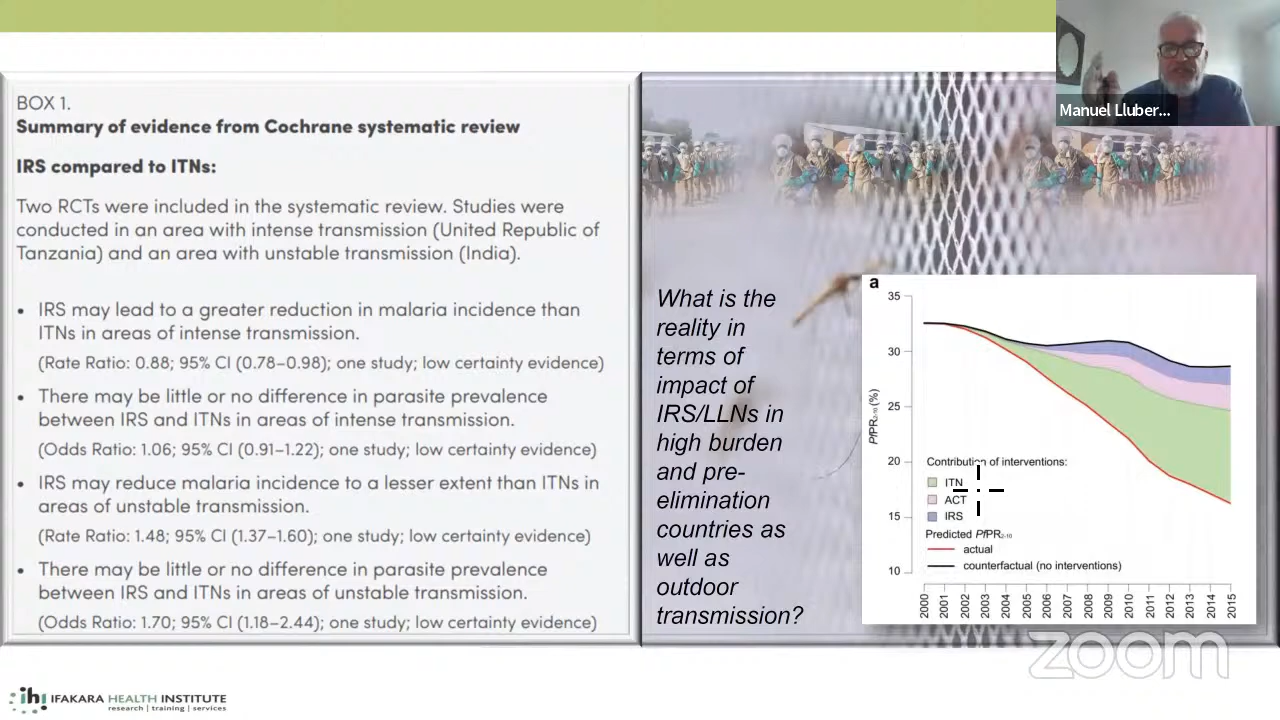 Manuel Lluber...
BOX 1.
Summary of evidence from Cochrane systematic review
IRS compared to ITNs:
Two RCTs were included in the systematic review. Studies were
conducted in an area with intense transmission (United Republic of
Tanzania) and an area with unstable transmission (India).
• IRS may lead to a greater reduction in malaria incidence than
ITNs in areas of intense transmission.
(Rate Ratio: 0.88; 95% CI (0.78–0.98); one study; low certainty evidence)
• There may be little or no difference in parasite prevalence
between IRS and ITNs in areas of intense transmission.
(Odds Ratio: 1.06; 95% CI (0.91–1.22); one study; low certainty evidence)
• IRS may reduce malaria incidence to a lesser extent than ITNs in
areas of unstable transmission.
(Rate Ratio: 1.48; 95% CI (1.37–1.60); one study; low certainty evidence)
• There may be little or no difference in parasite prevalence
between IRS and ITNs in areas of unstable transmission.
(Odds Ratio: 1.70; 95% CI (1.18–2.44); one study; low certainty evidence)
What is the
reality in
terms of
impact of
IRS/LLNs in
high burden
and pre-
elimination
countries as
well as
outdoor
transmission?
a
35
30
25
20
15
10
PfPR2-10 (%)
Contribution of interventions:
ITN
ACT
IRS
Predicted PfPR2-10
actual
counterfactual (no interventions)
2000 2001 2002 2003 2004 2005 2006 2007 2008 2009 2010 2011 2012 2013 2014 2015
zoom
ihi IFAKARA HEALTH INSTITUTE
research | training | services